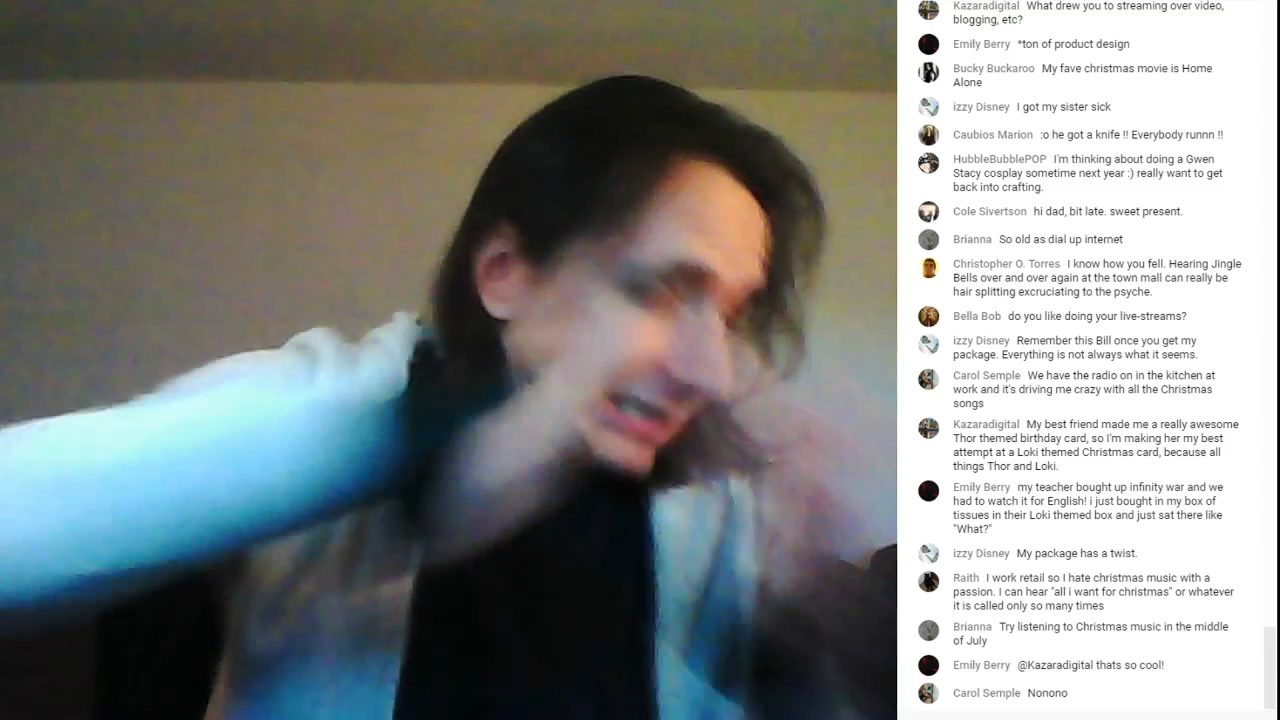 Kazaradigital What drew you to streaming over video,
blogging, etc?
Emily Berry *ton of product design
Bucky Buckaroo My fave christmas movie is Home
Alone
izzy Disney I got my sister sick
Caubios Marion :o he got a knife !! Everybody runnn !!
HubbleBubblePOP I'm thinking about doing a Gwen
Stacy cosplay sometime next year :) really want to get
back into crafting.
Cole Sivertson hi dad, bit late. sweet present.
Brianna So old as dial up internet
Christopher O. Torres I know how you fell. Hearing Jingle
Bells over and over again at the town mall can really be
hair splitting excruciating to the psyche.
Bella Bob do you like doing your live-streams?
izzy Disney Remember this Bill once you get my
package. Everything is not always what it seems.
Carol Semple We have the radio on in the kitchen at
work and it's driving me crazy with all the Christmas
songs
Kazaradigital My best friend made me a really awesome
Thor themed birthday card, so I'm making her my best
attempt at a Loki themed Christmas card, because all
things Thor and Loki.
Emily Berry my teacher bought up infinity war and we
had to watch it for English! i just bought in my box of
tissues in their Loki themed box and just sat there like
"What?"
izzy Disney My package has a twist.
Raith I work retail so I hate christmas music with a
passion. I can hear "all i want for christmas" or whatever
it is called only so many times
Brianna Try listening to Christmas music in the middle
of July
Emily Berry @Kazaradigital thats so cool!
Carol Semple Nonono